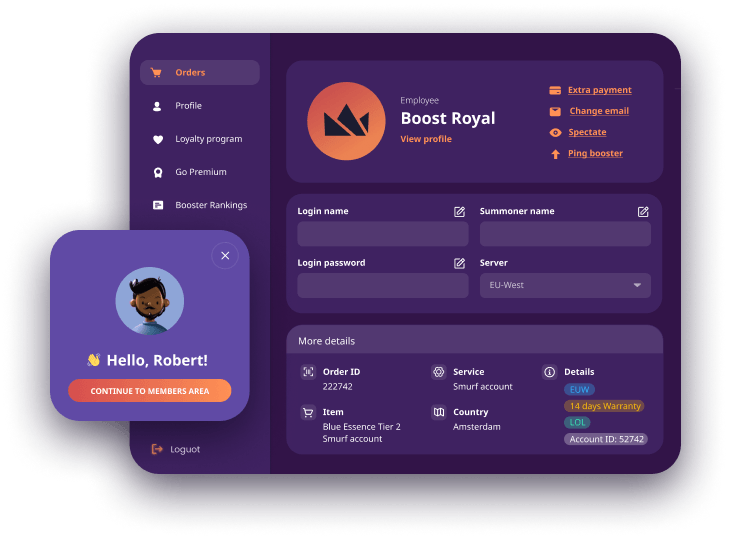 Orders
Profile
Loyalty program
Go Premium
Booster Rankings
Hello, Robert!
CONTINUE TO MEMBERS AREA
Loguot
Employee
Boost Royal
View profile
Extra payment
Change email
Spectate
Ping booster
Login name
Summoner name
Login password
Server
EU-West
More details
Order ID
222742
Service
Smurf account
Details
EUW
14 days Warranty
LOL
Account ID: 52742
Item
Blue Essence Tier 2
Smurf account
Country
Amsterdam